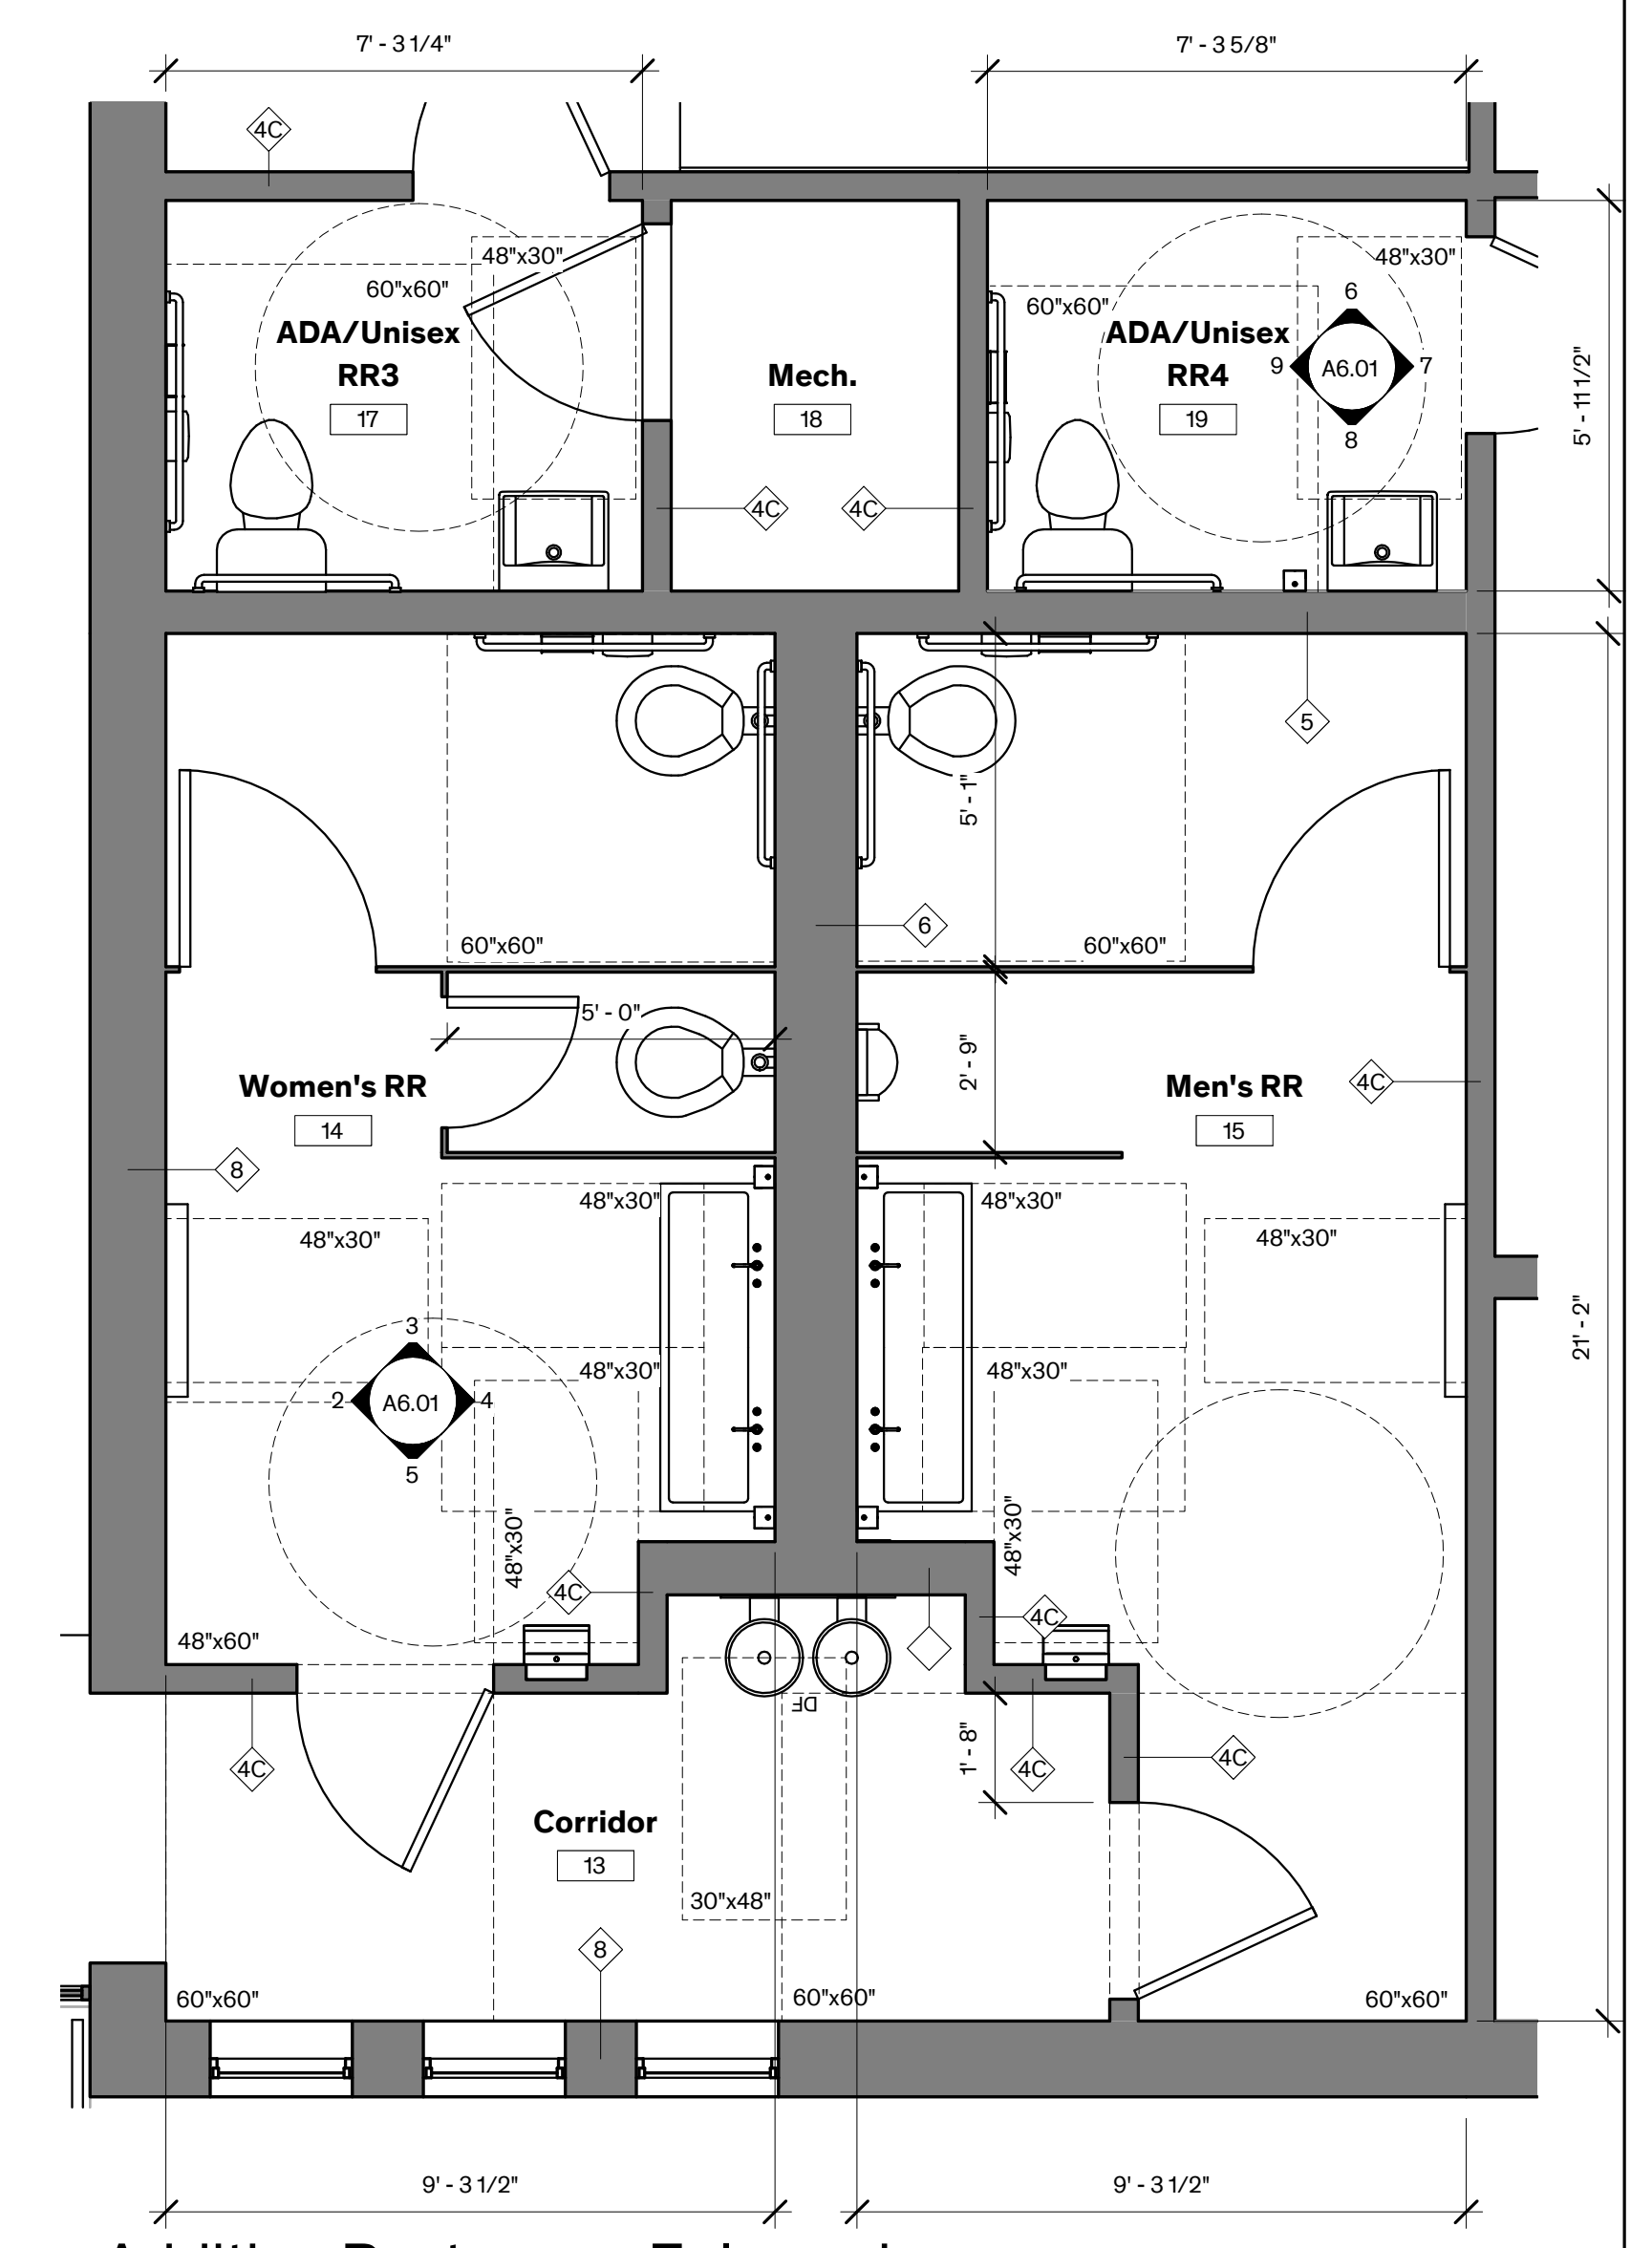 7' - 3 1/4"
7' - 3 5/8"
4C
48"x30"
60"x60"
ADA/Unisex
RR3
17
Mech.
18
48"x30"
60"x60"
ADA/Unisex
RR4
19
6
9
A6.01
7
8
5' - 11 1/2"
4C
4C
5
5' - 1"
6
60"x60"
60"x60"
5' - 0"
2' - 9"
Women's RR
14
Men's RR
15
4C
8
48"x30"
48"x30"
48"x30"
48"x30"
21' - 2"
3
2
A6.01
4
5
48"x30"
48"x30"
48"x30"
48"x30"
4C
4C
48"x60"
DF
1' - 8"
4C
4C
4C
Corridor
13
30"x48"
8
60"x60"
60"x60"
60"x60"
9' - 3 1/2"
9' - 3 1/2"